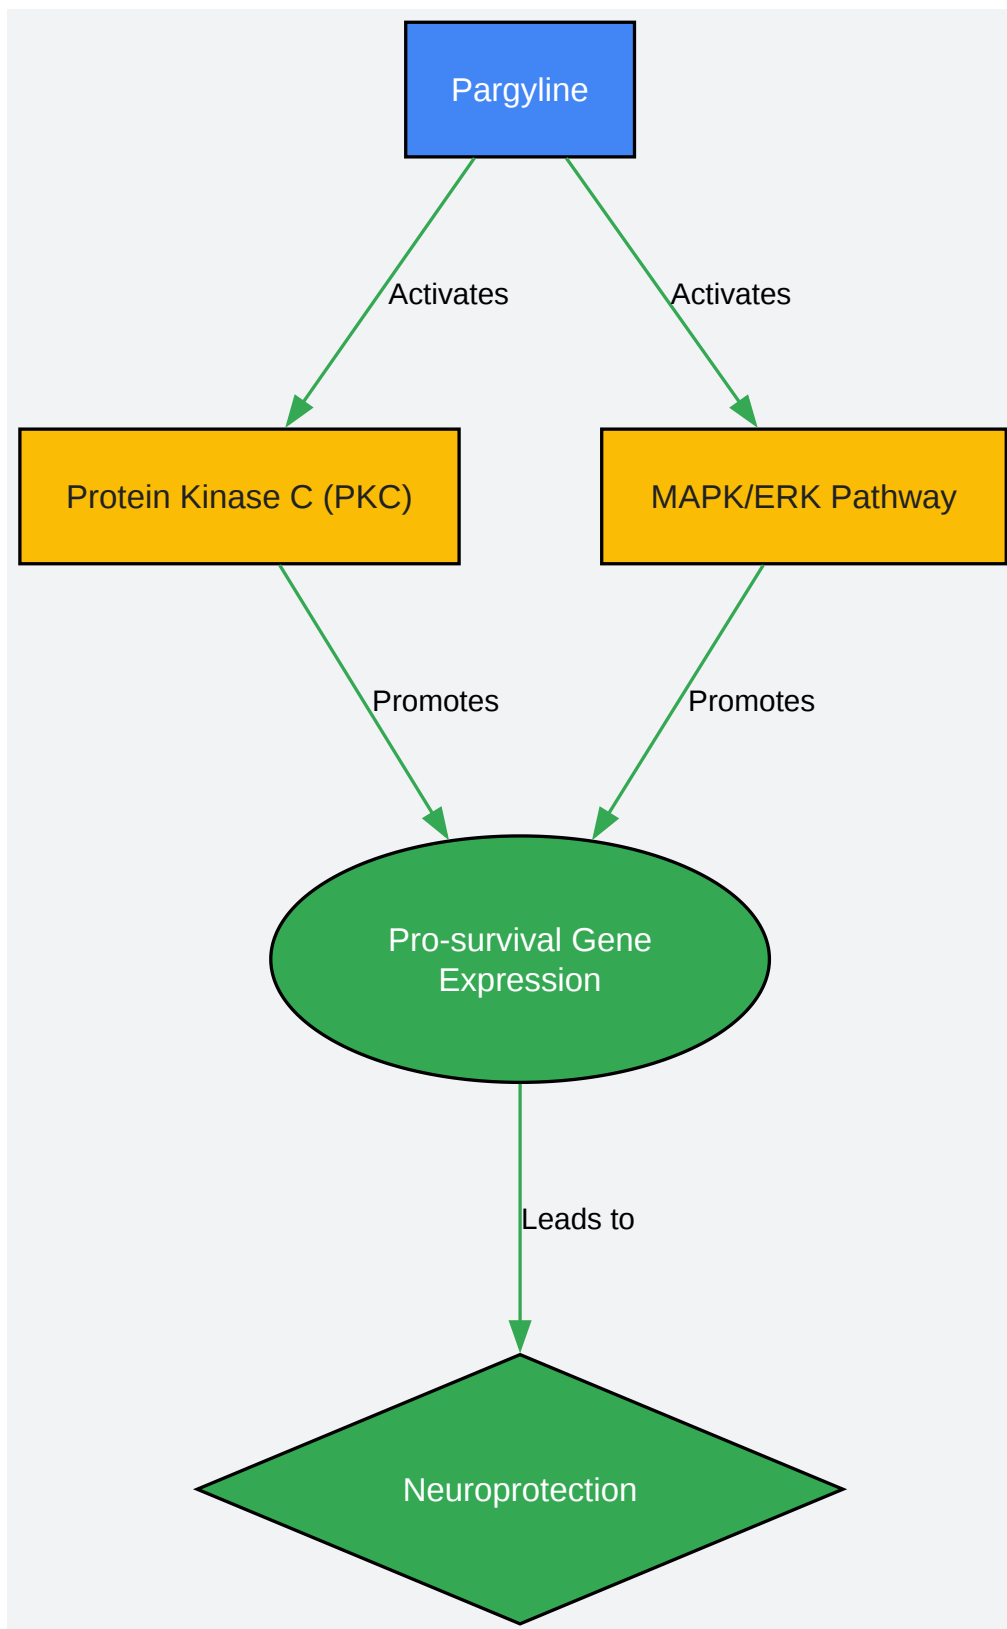 Pargyline
Activates
Activates
Protein Kinase C (PKC)
MAPK/ERK Pathway
Promotes
Promotes
Pro-survival Gene
Expression
Leads to
Neuroprotection